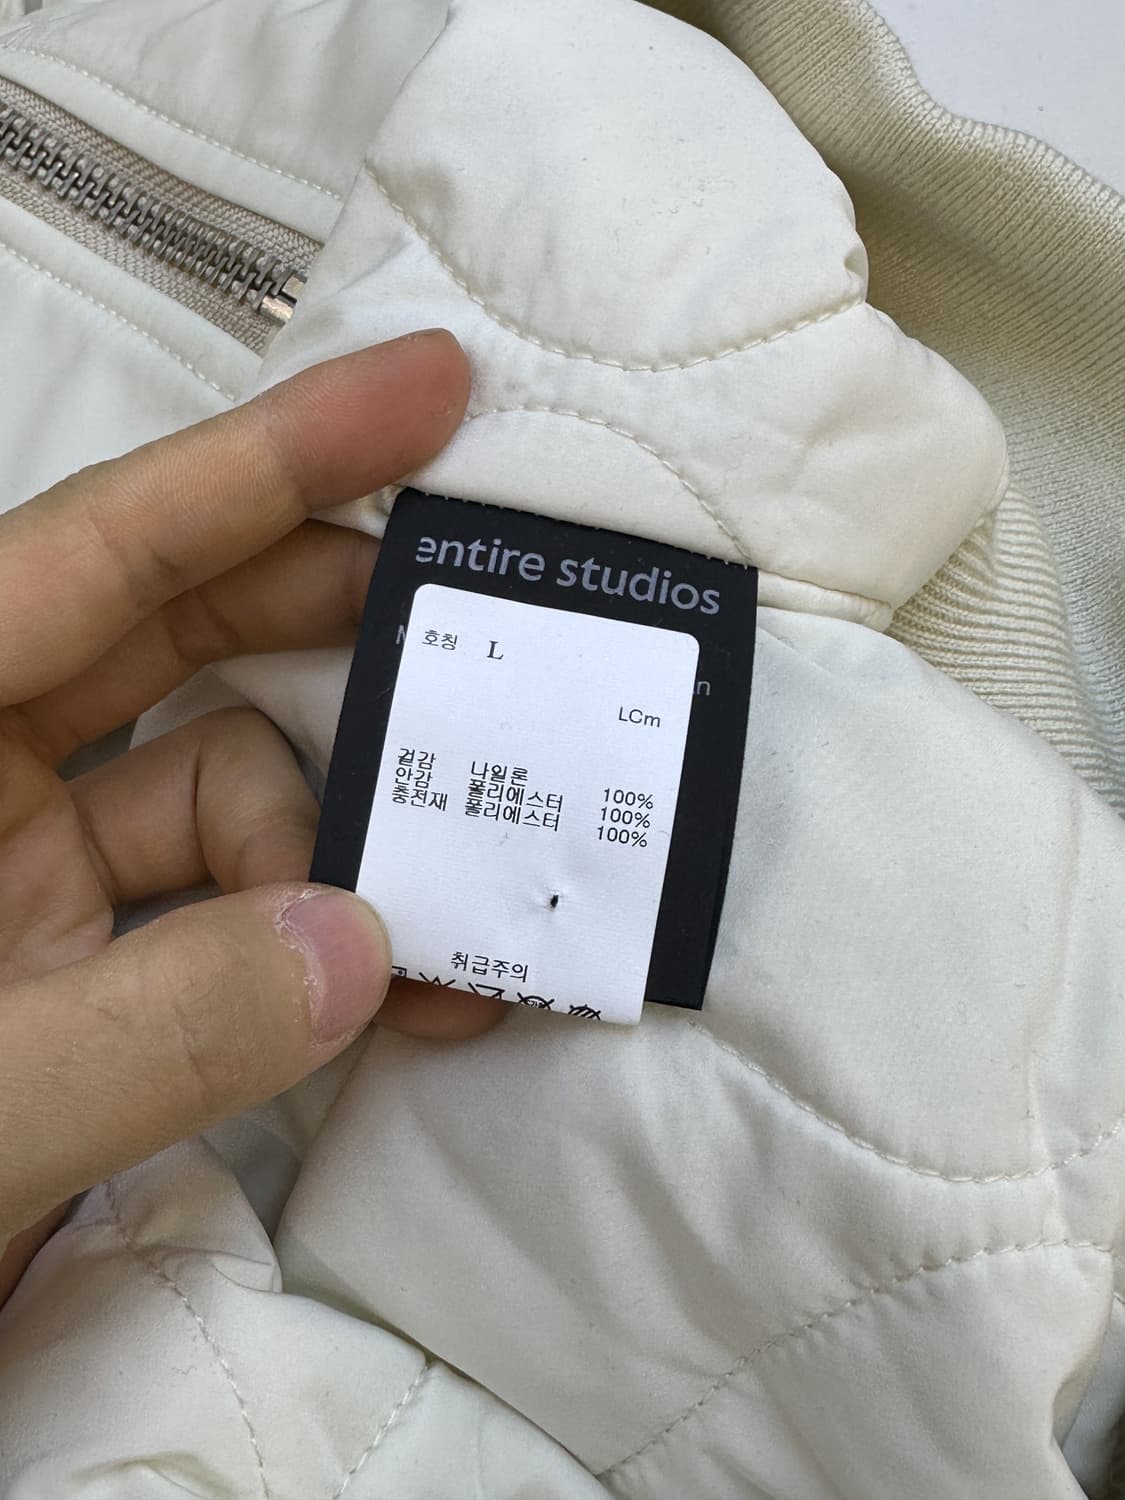 entire studios
호칭 L
LCm
겉감 나일론 100%
안감 폴리에스터 100%
충전재 폴리에스터 100%
취급주의